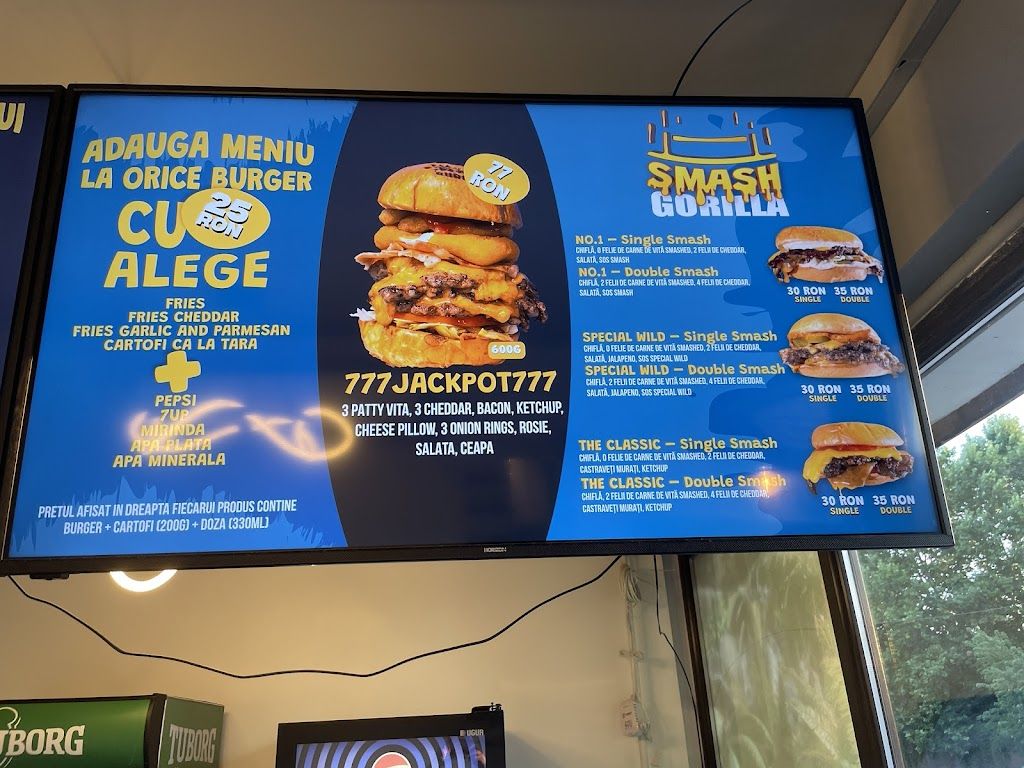 UI
ADAUGA MENIU
LA ORICE BURGER
CU 25 RON
ALEGE
FRIES
FRIES CHEDDAR
FRIES GARLIC AND PARMESAN
CARTOFI CA LA TARA
+
PEPSI
7UP
MIRINDA
APA PLATA
APA MINERALA
PRETUL AFISAT IN DREAPTA FIECARUI PRODUS CONTINE
BURGER + CARTOFI (200G) + DOZA (330ML)
77
RON
600G
777JACKPOT777
3 PATTY VITA, 3 CHEDDAR, BACON, KETCHUP,
CHEESE PILLOW, 3 ONION RINGS, ROSIE,
SALATA, CEAPA
SMASH
GORILLA
NO.1 – Single Smash
CHIFLĂ, O FELIE DE CARNE DE VITĂ SMASHED, 2 FELII DE CHEDDAR,
SALATĂ, SOS SMASH
NO.1 – Double Smash
CHIFLĂ, 2 FELII DE CARNE DE VITĂ SMASHED, 4 FELII DE CHEDDAR,
SALATĂ, SOS SMASH
30 RON 35 RON
SINGLE DOUBLE
SPECIAL WILD – Single Smash
CHIFLĂ, O FELIE DE CARNE DE VITĂ SMASHED, 2 FELII DE CHEDDAR,
SALATĂ, JALAPENO, SOS SPECIAL WILD
SPECIAL WILD – Double Smash
CHIFLĂ, 2 FELII DE CARNE DE VITĂ SMASHED, 4 FELII DE CHEDDAR,
SALATĂ, JALAPENO, SOS SPECIAL WILD
30 RON 35 RON
SINGLE DOUBLE
THE CLASSIC – Single Smash
CHIFLĂ, O FELIE DE CARNE DE VITĂ SMASHED, 2 FELII DE CHEDDAR,
CASTRAVEȚI MURAȚI, KETCHUP
THE CLASSIC – Double Smash
CHIFLĂ, 2 FELII DE CARNE DE VITĂ SMASHED, 4 FELII DE CHEDDAR,
CASTRAVEȚI MURAȚI, KETCHUP
30 RON 35 RON
SINGLE DOUBLE
HORIZON
UBORG
TUBORG
UGUR